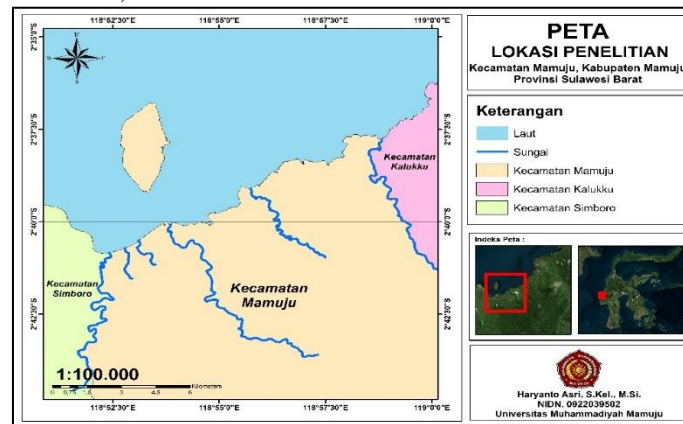 118°52'30"E 118°55'0"E 118°57'30"E 119°0'0"E
2°35'0"S
2°37'30"S
2°40'0"S
2°42'30"S
Kecamatan
Kalukku
Kecamatan
Simboro
Kecamatan
Mamuju
1:100.000
Kilometers
118°52'30"E 118°55'0"E 118°57'30"E 119°0'0"E
PETA
LOKASI PENELITIAN
Kecamatan Mamuju, Kabupaten Mamuju
Provinsi Sulawesi Barat
Keterangan
Laut
Sungai
Kecamatan Mamuju
Kecamatan Kalukku
Kecamatan Simboro
Indeks Peta :
Haryanto Asri, S.Kel., M.Si.
NIDN. 0922039502
Universitas Muhammadiyah Mamuju